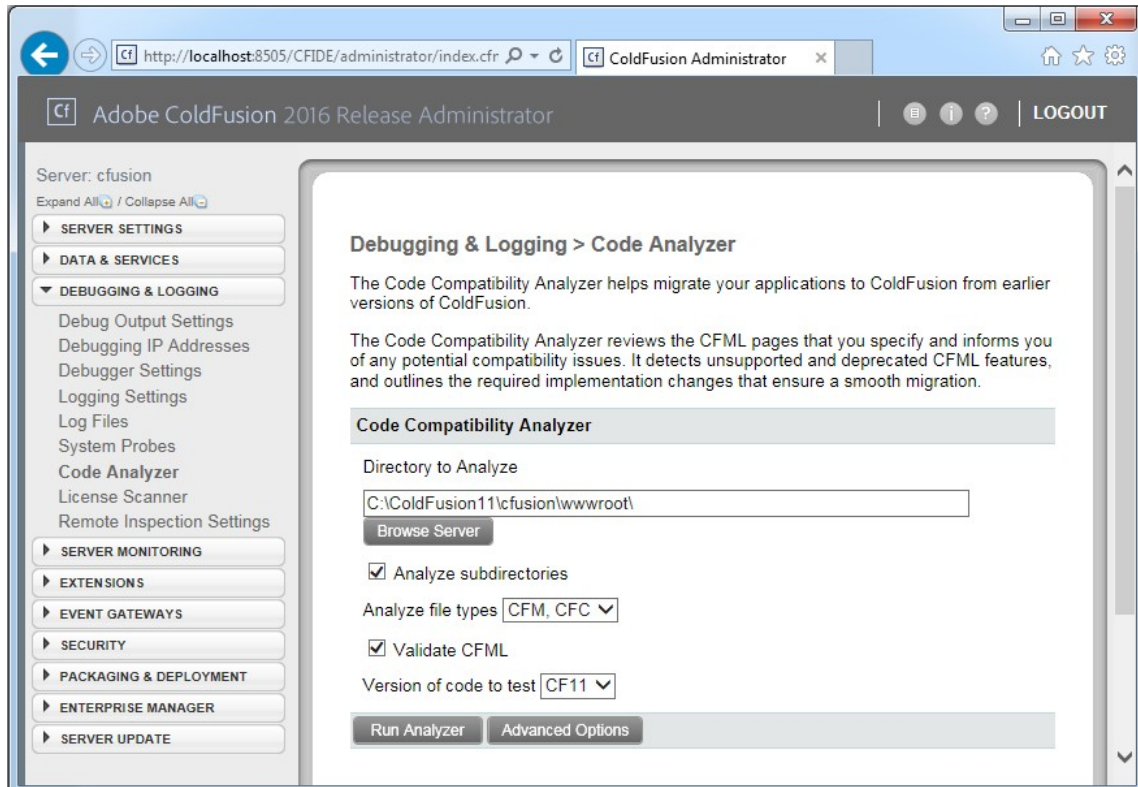 Cf http://localhost:8505/CFIDE/administrator/index.cfr
Cf ColdFusion Administrator
Cf Adobe ColdFusion 2016 Release Administrator
LOGOUT
Server: cfusion
Expand All / Collapse All
SERVER SETTINGS
DATA & SERVICES
DEBUGGING & LOGGING
Debug Output Settings
Debugging IP Addresses
Debugger Settings
Logging Settings
Log Files
System Probes
Code Analyzer
License Scanner
Remote Inspection Settings
SERVER MONITORING
EXTENSIONS
EVENT GATEWAYS
SECURITY
PACKAGING & DEPLOYMENT
ENTERPRISE MANAGER
SERVER UPDATE
Debugging & Logging > Code Analyzer
The Code Compatibility Analyzer helps migrate your applications to ColdFusion from earlier
versions of ColdFusion.
The Code Compatibility Analyzer reviews the CFML pages that you specify and informs you
of any potential compatibility issues. It detects unsupported and deprecated CFML features,
and outlines the required implementation changes that ensure a smooth migration.
Code Compatibility Analyzer
Directory to Analyze
C:\ColdFusion11\cfusion\wwwroot\
Browse Server
Analyze subdirectories
Analyze file types CFM, CFC
Validate CFML
Version of code to test CF11
Run Analyzer Advanced Options